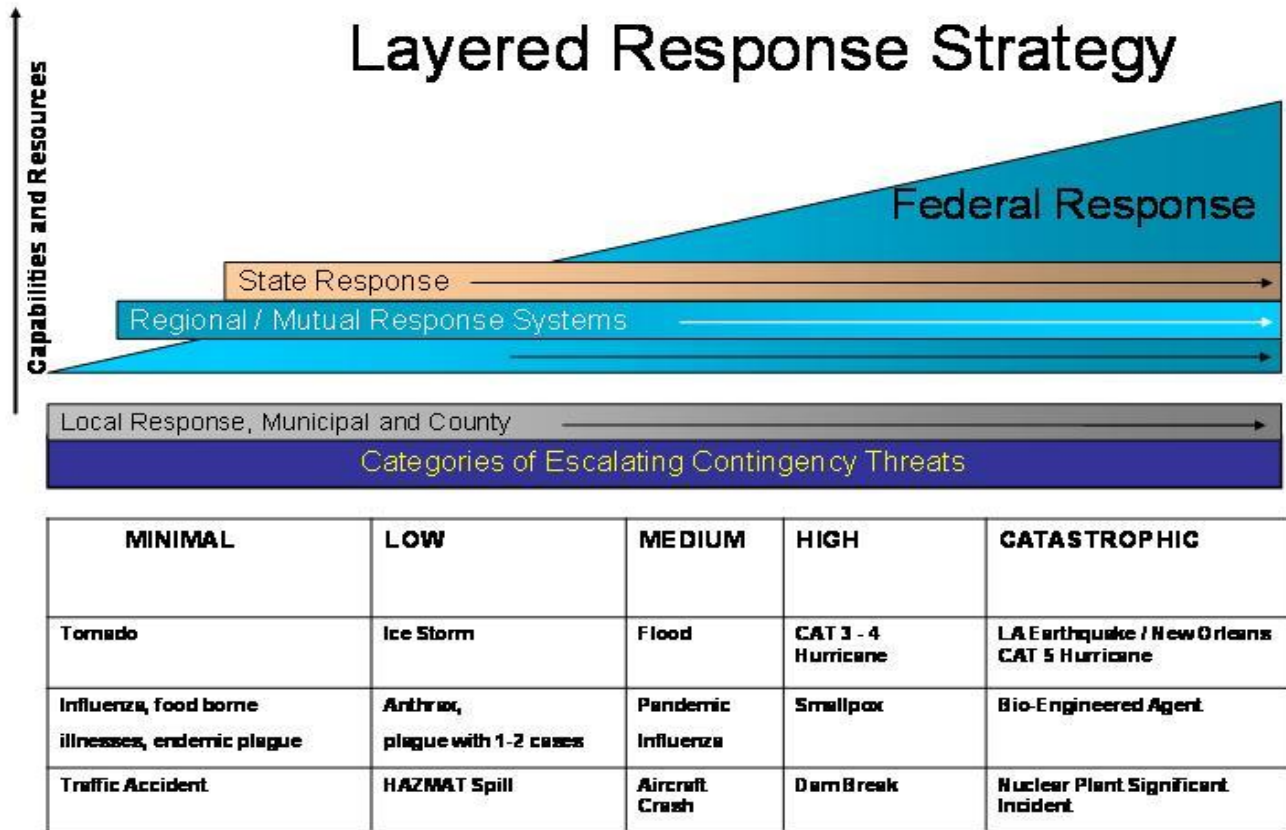 Layered Response Strategy
Capabilities and Resources
Federal Response
State Response
Regional / Mutual Response Systems
Local Response, Municipal and County
Categories of Escalating Contingency Threats
MINIMAL
LOW
MEDIUM
HIGH
CATASTROPHIC
Tornado
Ice Storm
Flood
CAT 3 - 4
Hurricane
LA Earthquake / New Orleans
CAT 5 Hurricane
Influenza, food borne
illnesses, endemic plague
Anthrax,
plague with 1-2 cases
Pandemic
Influenza
Smallpox
Bio-Engineered Agent
Traffic Accident
HAZMAT Spill
Aircraft
Crash
Dam Break
Nuclear Plant Significant
Incident